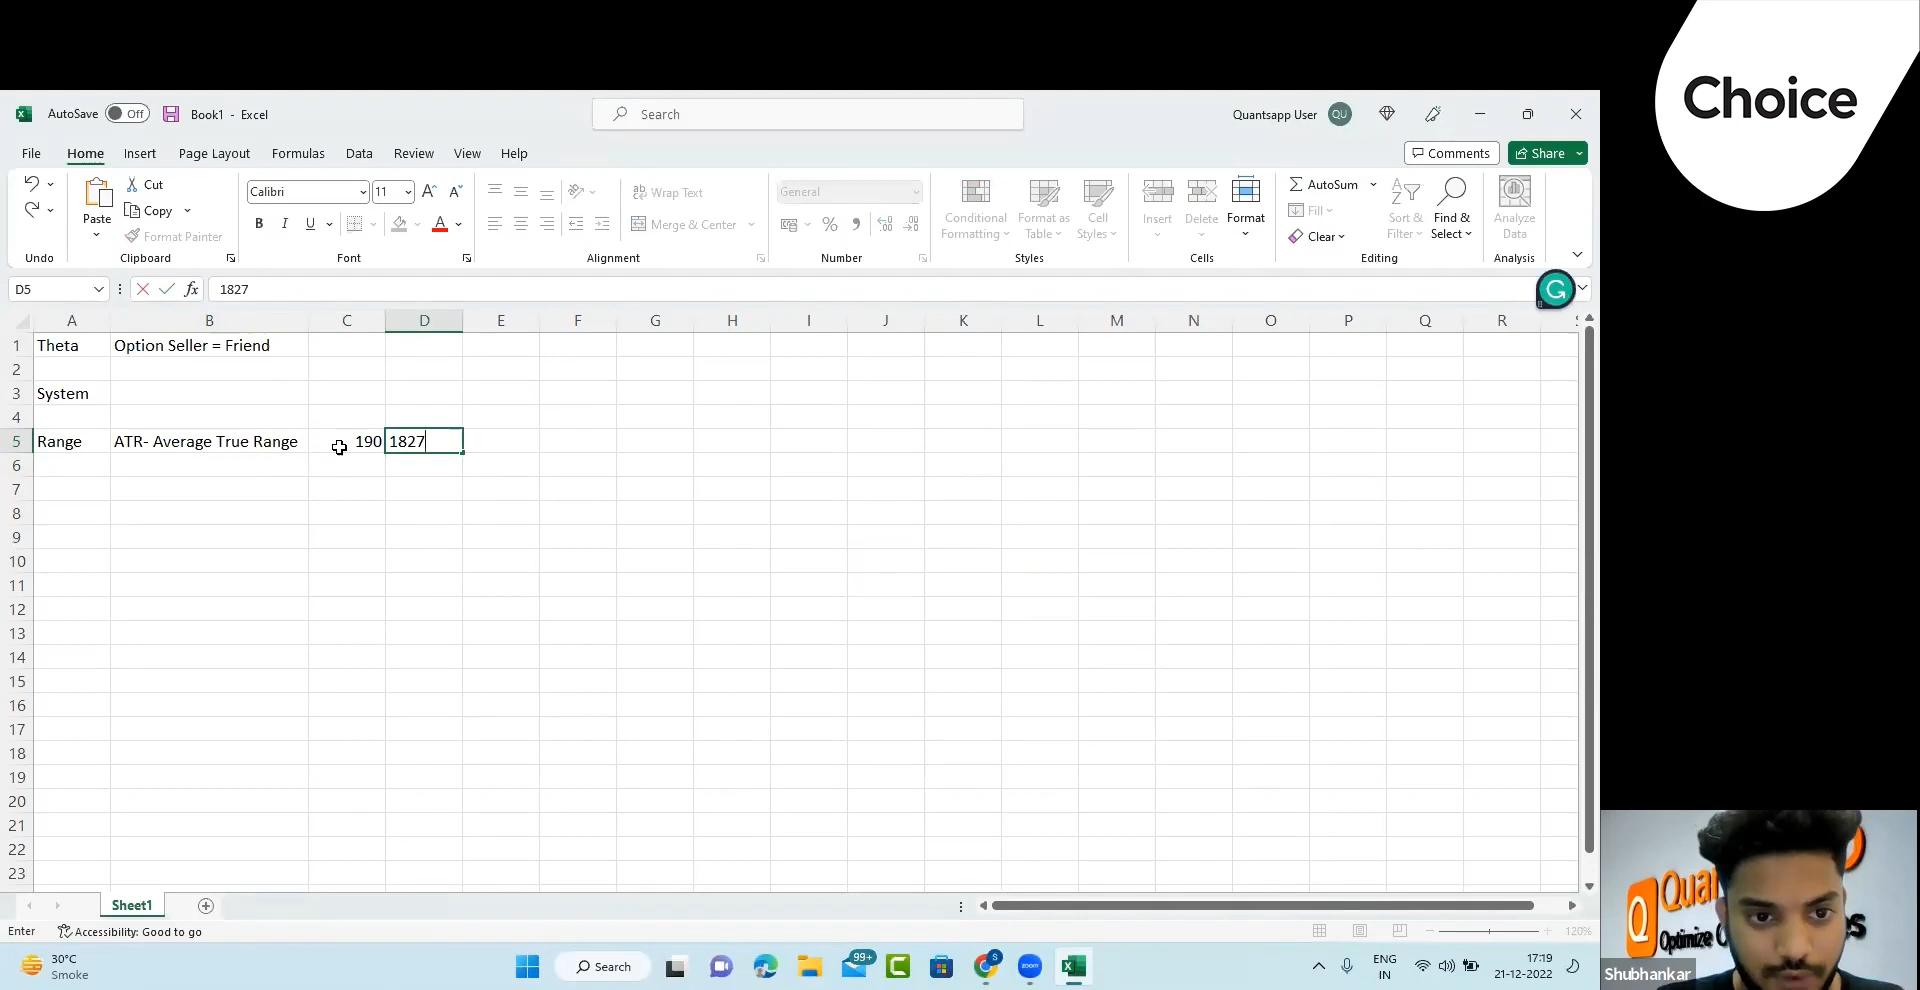 Choice
AutoSave Off Book1 - Excel Search Quantsapp User QU
File Home Insert Page Layout Formulas Data Review View Help Comments Share
Cut
Copy
Format Painter
Paste
Calibri 11
B I U
Wrap Text
Merge & Center
General
Conditional Formatting
Format as Table
Cell Styles
Insert
Delete
Format
AutoSum
Fill
Clear
Sort & Filter
Find & Select
Analyze Data
Undo Clipboard Font Alignment Number Styles Cells Editing Analysis
D5 fx 1827
A B C D E F G H I J K L M N O P Q R
1 Theta Option Seller = Friend
2
3 System
4
5 Range ATR- Average True Range 190 1827
6
7
8
9
10
11
12
13
14
15
16
17
18
19
20
21
22
23
Sheet1
Enter Accessibility: Good to go 120%
30°C
Smoke
Search
99+
S
zoom
ENG
IN
17:19
21-12-2022
Optimize
Shubhankar